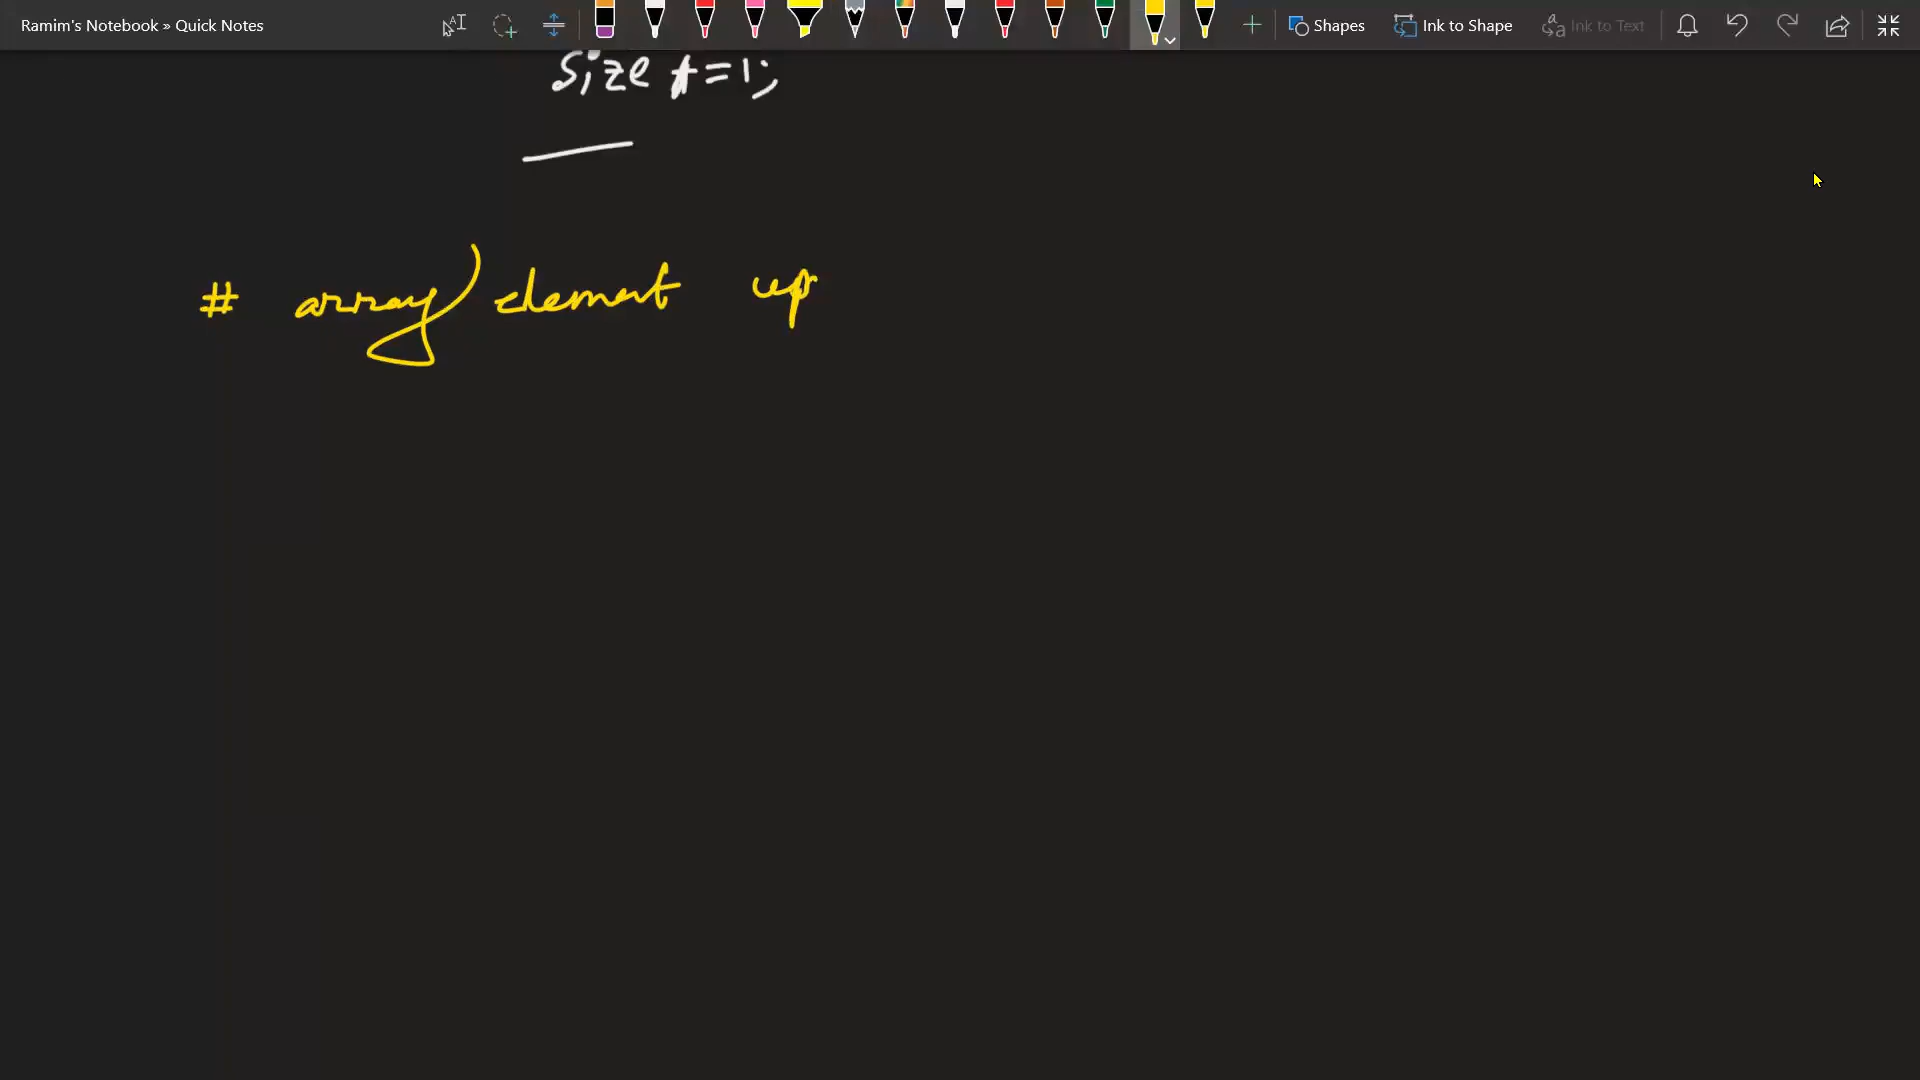 Ramim's Notebook » Quick Notes
Shapes
Ink to Shape
Ink to Text
size += 1;
# array element up